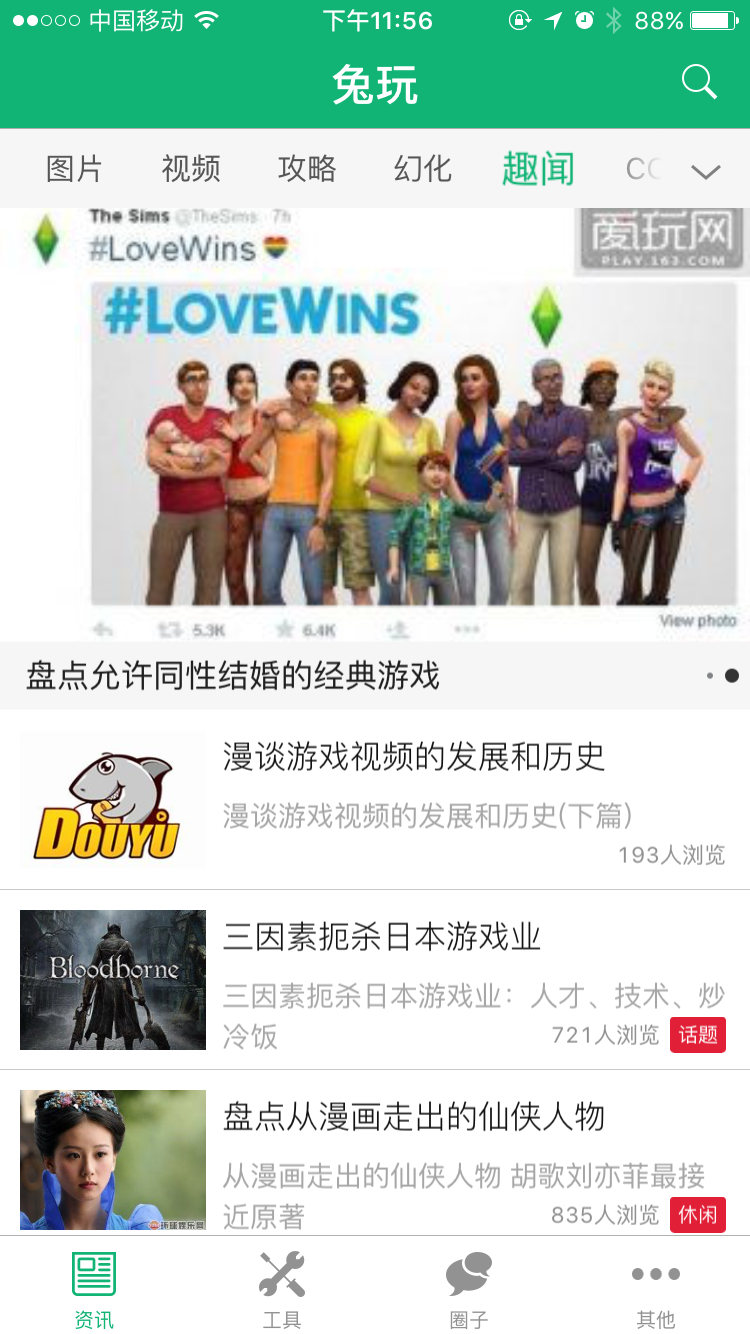 中国移动 下午11:56 88%
兔玩
图片 视频 攻略 幻化 趣闻
The Sims @TheSims · 7h
#LoveWins
爱玩网
PLAY.163.COM
#LOVEWINS
5.3K 6.4K
View photo
盘点允许同性结婚的经典游戏
DOUYU
漫谈游戏视频的发展和历史
漫谈游戏视频的发展和历史(下篇)
193人浏览
Bloodborne
三因素扼杀日本游戏业
三因素扼杀日本游戏业：人才、技术、炒
冷饭
721人浏览 话题
盘点从漫画走出的仙侠人物
从漫画走出的仙侠人物 胡歌刘亦菲最接
近原著
835人浏览 休闲
资讯 工具 圈子 其他